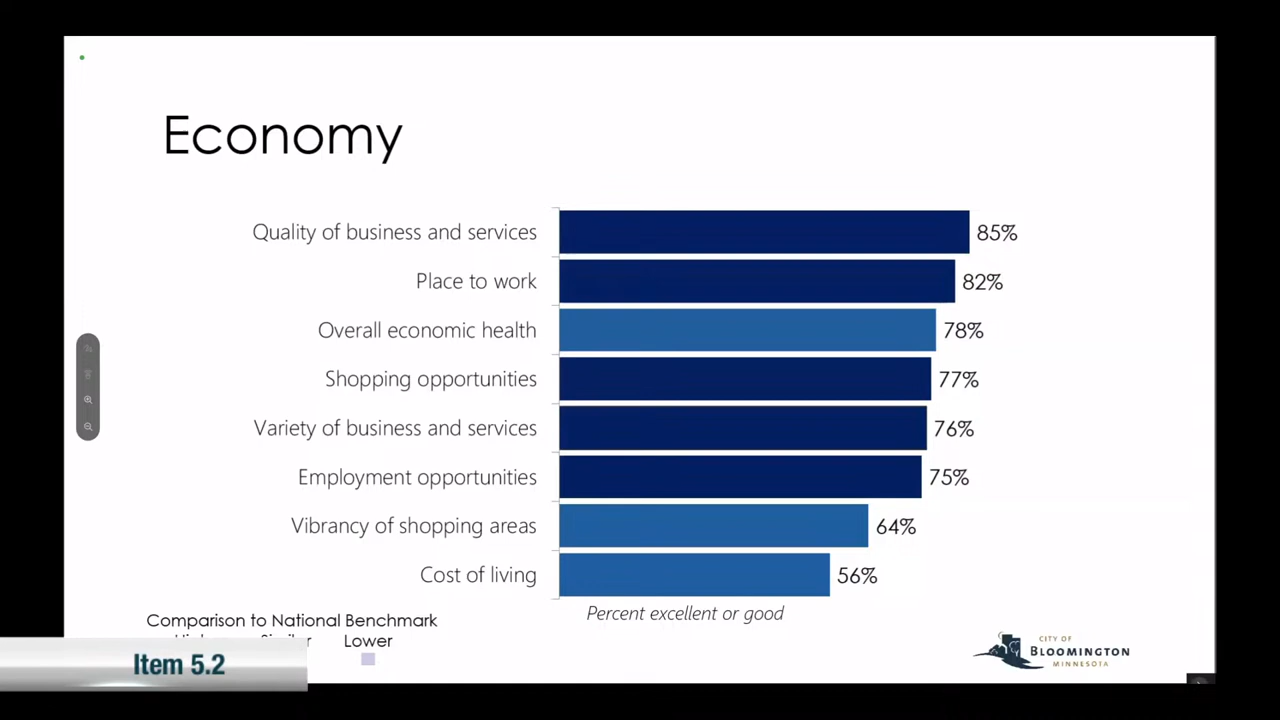 Economy
Quality of business and services 85%
Place to work 82%
Overall economic health 78%
Shopping opportunities 77%
Variety of business and services 76%
Employment opportunities 75%
Vibrancy of shopping areas 64%
Cost of living 56%
Percent excellent or good
Comparison to National Benchmark
Lower
Item 5.2
CITY OF
BLOOMINGTON
MINNESOTA